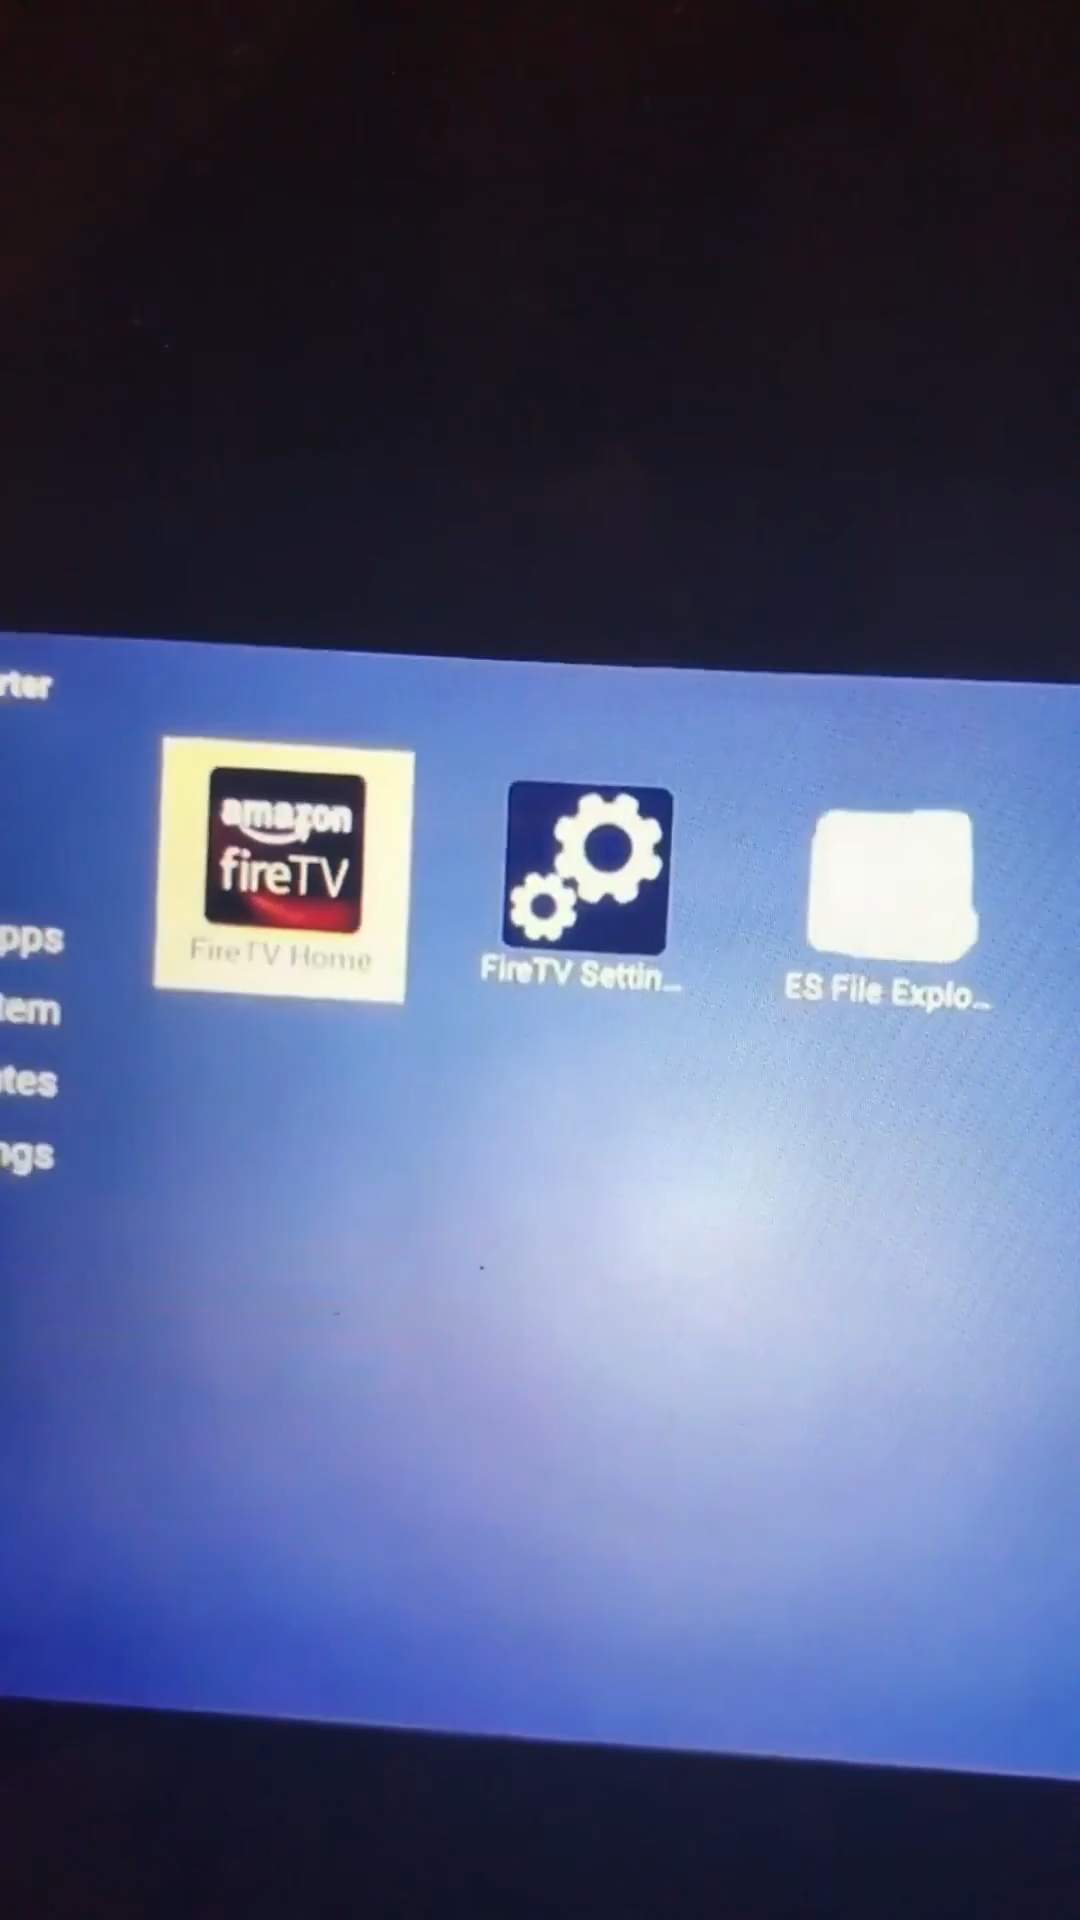 rter
amazon
fireTV
FireTV Home
FireTV Settin...
ES File Explo...
pps
tem
tes
ngs